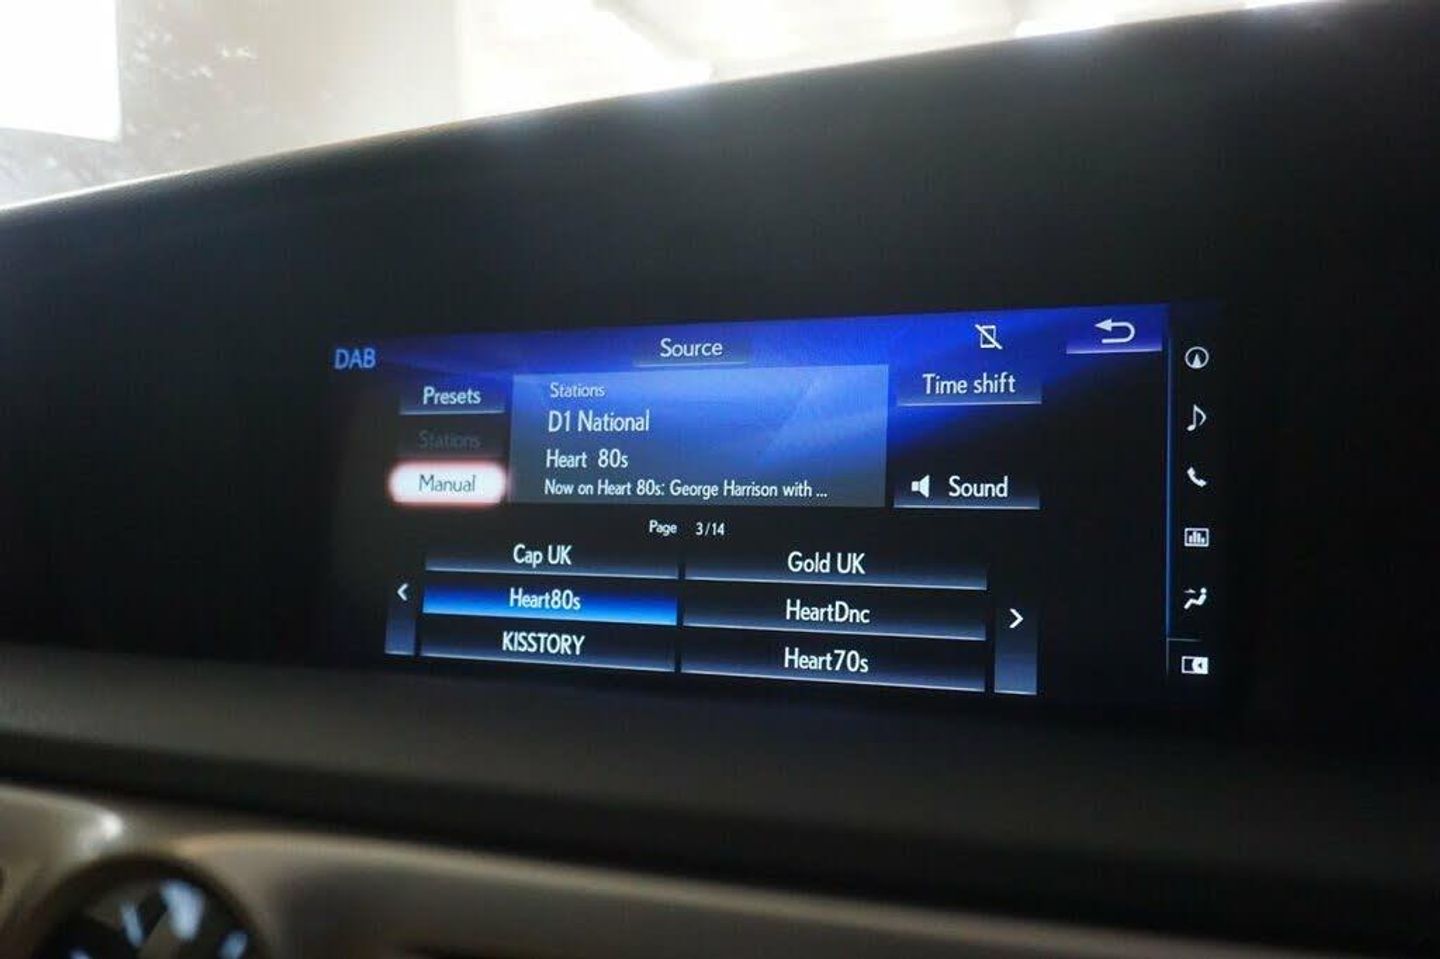 DAB
Source
Presets
Stations
Manual
Stations
D1 National
Heart 80s
Now on Heart 80s: George Harrison with ...
Time shift
Sound
Page 3/14
Cap UK
Gold UK
Heart80s
HeartDnc
KISSTORY
Heart70s